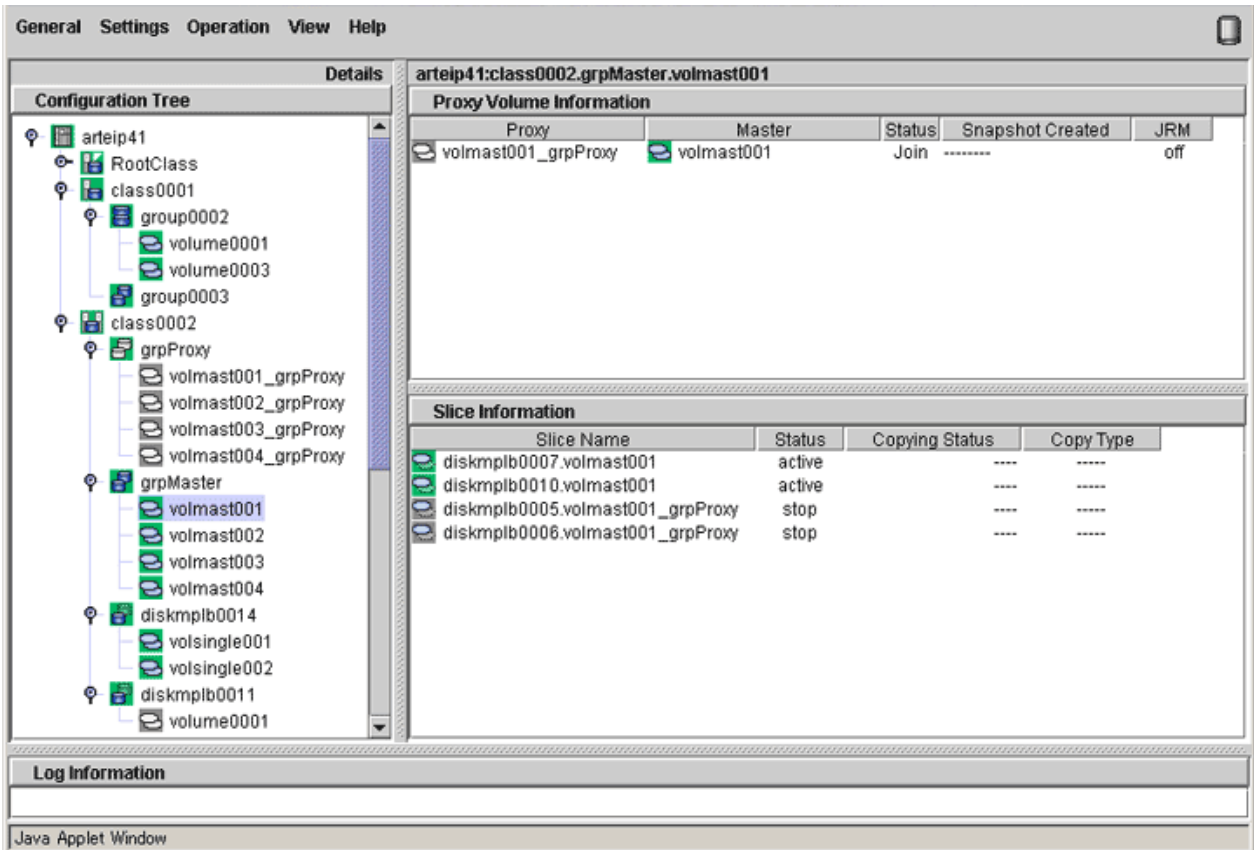 General Settings Operation View Help
Details
Configuration Tree
arteip41
RootClass
class0001
group0002
volume0001
volume0003
group0003
class0002
grpProxy
volmast001_grpProxy
volmast002_grpProxy
volmast003_grpProxy
volmast004_grpProxy
grpMaster
volmast001
volmast002
volmast003
volmast004
diskmplb0014
volsingle001
volsingle002
diskmplb0011
volume0001
arteip41:class0002.grpMaster.volmast001
Proxy Volume Information
Proxy Master Status Snapshot Created JRM
volmast001_grpProxy volmast001 Join -------- off
Slice Information
Slice Name Status Copying Status Copy Type
diskmplb0007.volmast001 active ---- -----
diskmplb0010.volmast001 active ---- -----
diskmplb0005.volmast001_grpProxy stop ---- -----
diskmplb0006.volmast001_grpProxy stop ---- -----
Log Information
Java Applet Window